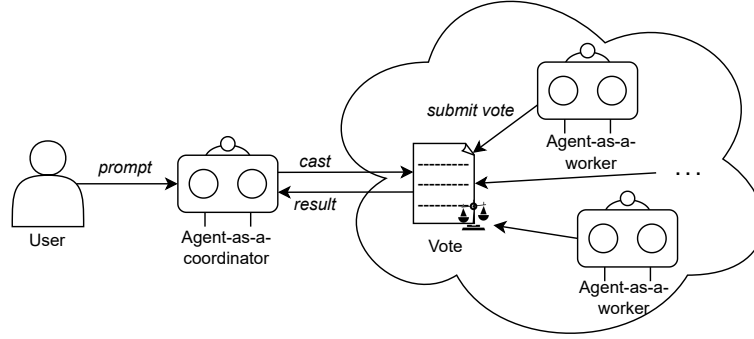 submit vote
Agent-as-a-
worker
prompt
cast
...
result
User
Agent-as-a-
coordinator
Vote
Agent-as-a-
worker